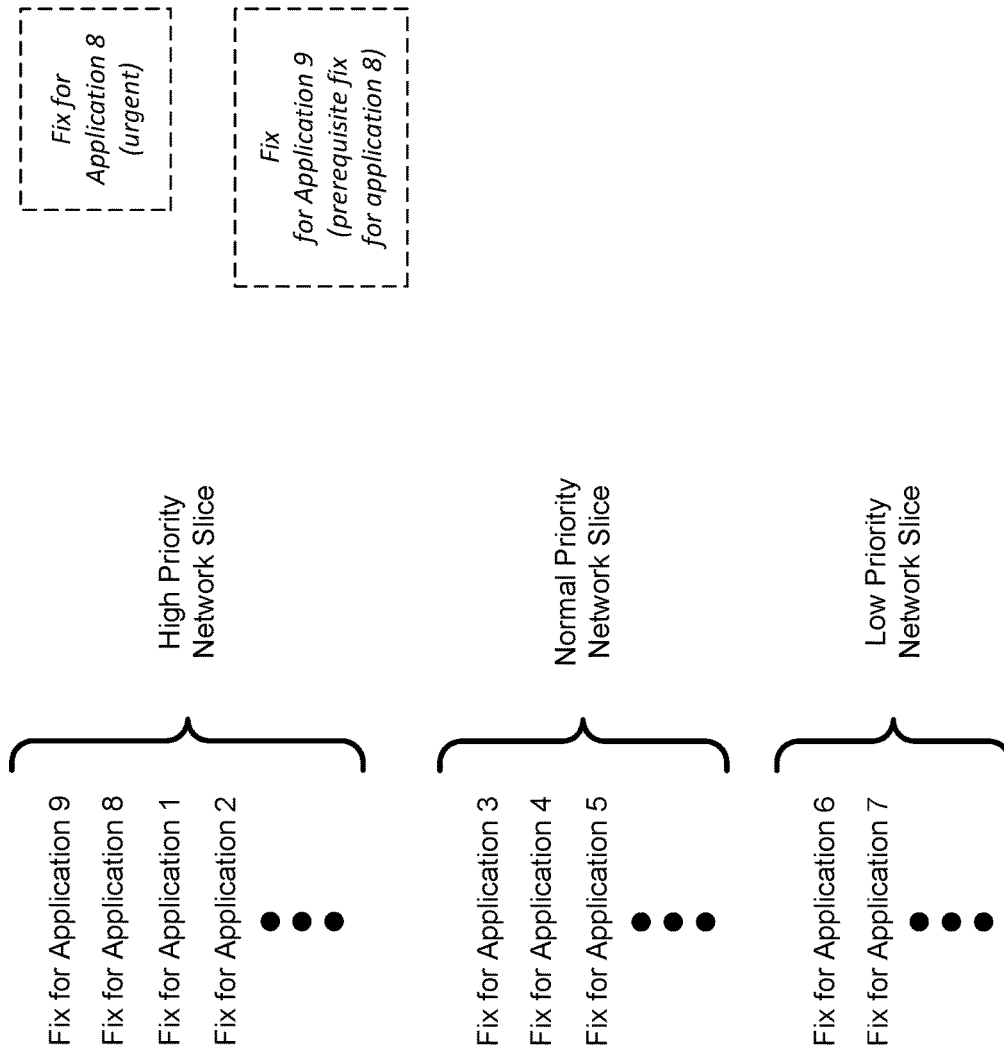 Fix for Application 9
Fix for Application 8
Fix for Application 1
Fix for Application 2
High Priority
Network Slice
Fix for
Application 8
(urgent)
Fix
for Application 9
(prerequisite fix
for application 8)
Fix for Application 3
Fix for Application 4
Fix for Application 5
Normal Priority
Network Slice
Fix for Application 6
Fix for Application 7
Low Priority
Network Slice